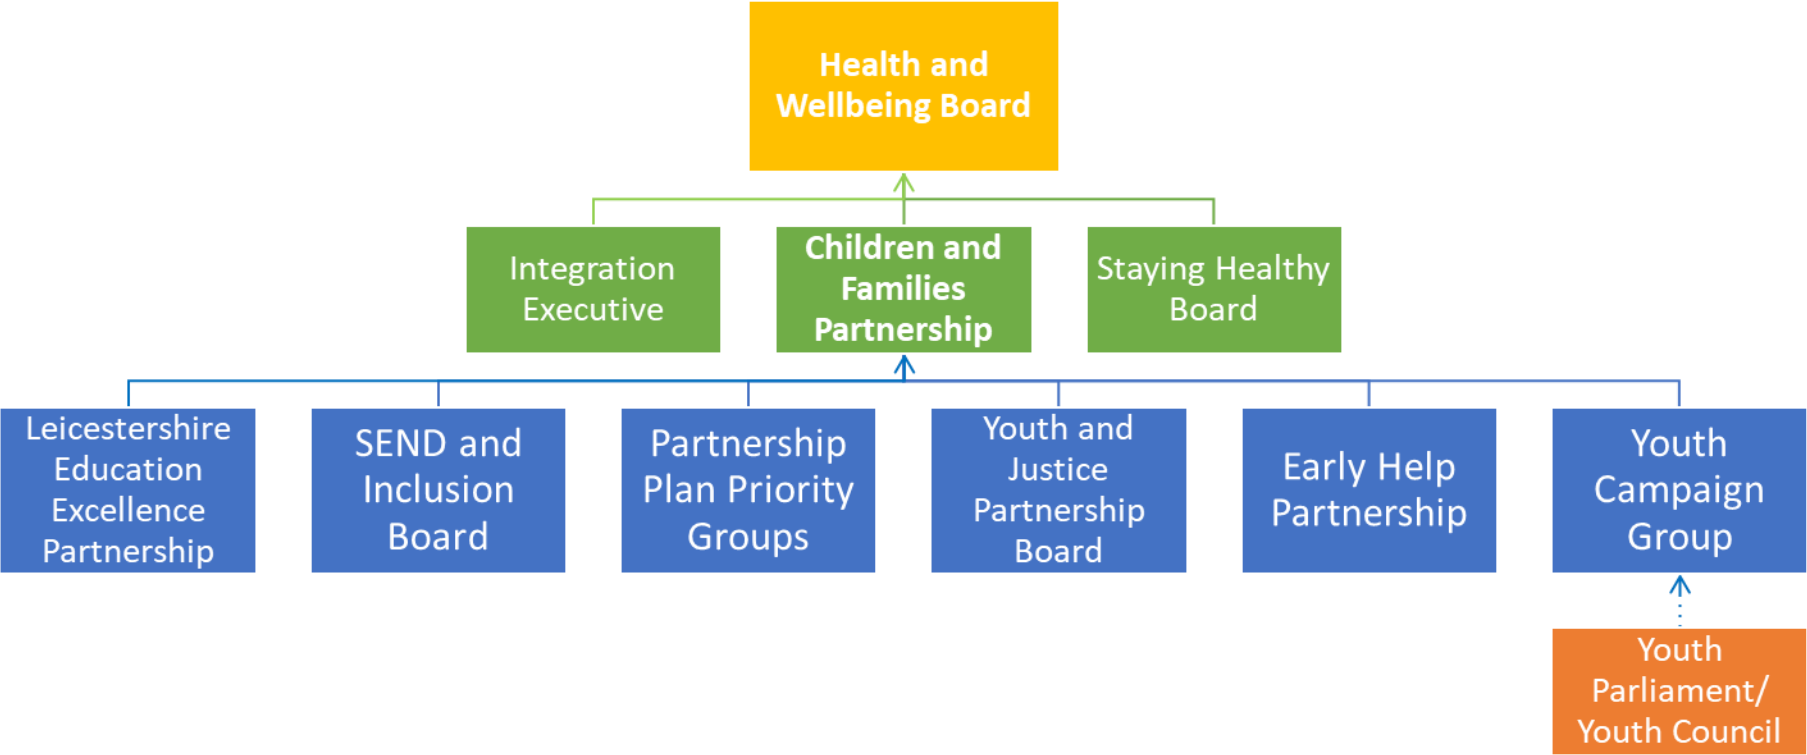 Health and
Wellbeing Board
Integration
Executive
Children and
Families
Partnership
Staying Healthy
Board
Leicestershire
Education
Excellence
Partnership
SEND and
Inclusion
Board
Partnership
Plan Priority
Groups
Youth and
Justice
Partnership
Board
Early Help
Partnership
Youth
Campaign
Group
Youth
Parliament/
Youth Council